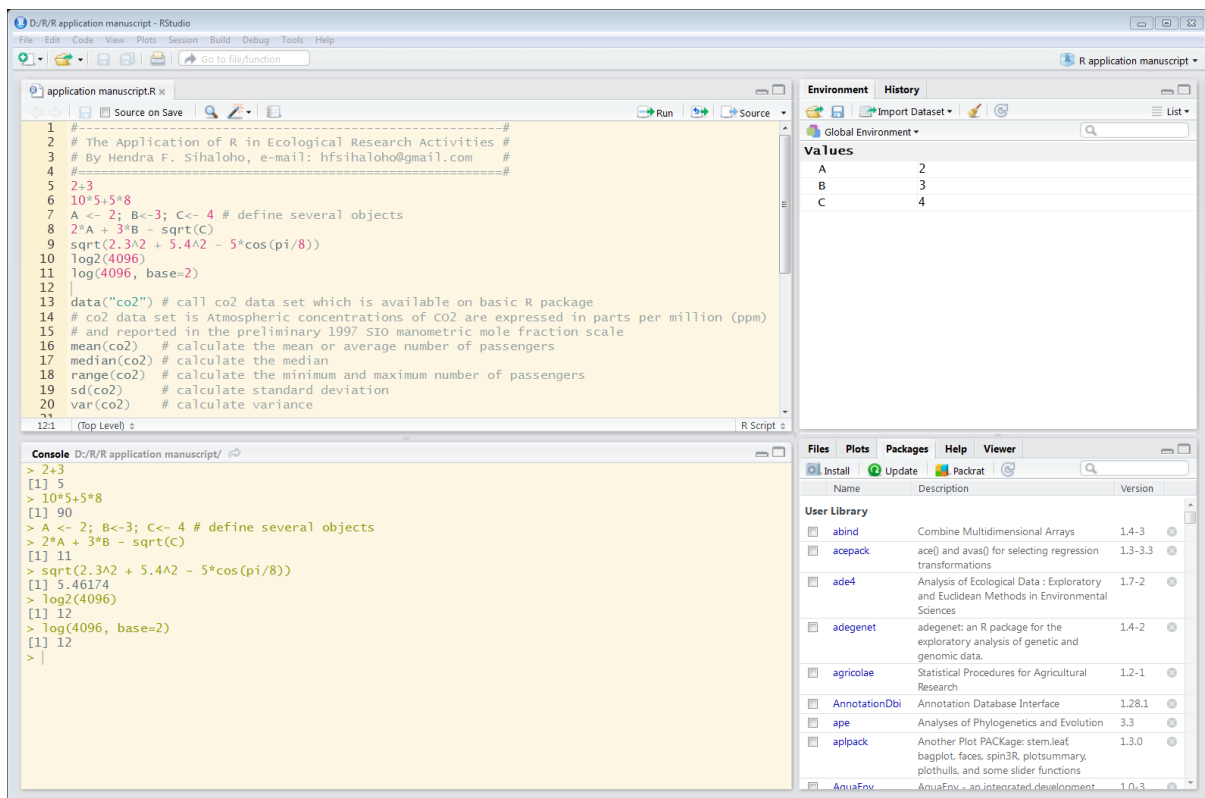 D:/R/R application manuscript - RStudio
File Edit Code View Plots Session Build Debug Tools Help
Go to file/function
R application manuscript
application manuscript.R
Source on Save
Run
Source
1 #------------------------------------------------------#
2 # The Application of R in Ecological Research Activities #
3 # By Hendra F. Sihaloho, e-mail: hfsihaloho@gmail.com    #
4 #======================================================#
5 2+3
6 10*5+5*8
7 A <- 2; B<-3; C<- 4 # define several objects
8 2*A + 3*B - sqrt(C)
9 sqrt(2.3^2 + 5.4^2 - 5*cos(pi/8))
10 log2(4096)
11 log(4096, base=2)
12
13 data("co2") # call co2 data set which is available on basic R package
14 # co2 data set is Atmospheric concentrations of CO2 are expressed in parts per million (ppm)
15 # and reported in the preliminary 1997 SIO manometric mole fraction scale
16 mean(co2)   # calculate the mean or average number of passengers
17 median(co2) # calculate the median
18 range(co2)  # calculate the minimum and maximum number of passengers
19 sd(co2)     # calculate standard deviation
20 var(co2)    # calculate variance
21
12:1 (Top Level) R Script
Console D:/R/R application manuscript/
> 2+3
[1] 5
> 10*5+5*8
[1] 90
> A <- 2; B<-3; C<- 4 # define several objects
> 2*A + 3*B - sqrt(C)
[1] 11
> sqrt(2.3^2 + 5.4^2 - 5*cos(pi/8))
[1] 5.46174
> log2(4096)
[1] 12
> log(4096, base=2)
[1] 12
>
Environment History
Import Dataset
List
Global Environment
Values
A 2
B 3
C 4
Files Plots Packages Help Viewer
Install Update Packrat
Name Description Version
User Library
abind Combine Multidimensional Arrays 1.4-3
acepack ace() and avas() for selecting regression 1.3-3.3
transformations
ade4 Analysis of Ecological Data : Exploratory 1.7-2
and Euclidean Methods in Environmental
Sciences
adegenet adegenet: an R package for the 1.4-2
exploratory analysis of genetic and
genomic data.
agricolae Statistical Procedures for Agricultural 1.2-1
Research
AnnotationDbi Annotation Database Interface 1.28.1
ape Analyses of Phylogenetics and Evolution 3.3
aplpack Another Plot PACKage: stem.leaf, 1.3.0
bagplot, faces, spin3R, plotsummary,
plothulls, and some slider functions
AquaEnv AquaEnv - an integrated development 1.0-3